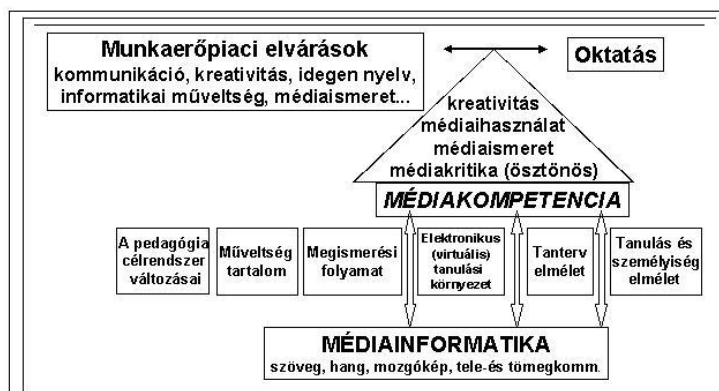 Munkaerőpiaci elvárások
kommunikáció, kreativitás, idegen nyelv,
informatikai műveltség, médiaismeret...
Oktatás
kreativitás
médiaihasználat
médiaismeret
médiakritika (ösztönös)
MÉDIAKOMPETENCIA
A pedagógia
célrendszer
változásai
Műveltség
tartalom
Megismerési
folyamat
Elektronikus
(virtuális)
tanulási
környezet
Tanterv
elmélet
Tanulás és
személyiség
elmélet
MÉDIAINFORMATIKA
szöveg, hang, mozgókép, tele-és tömegkomm.